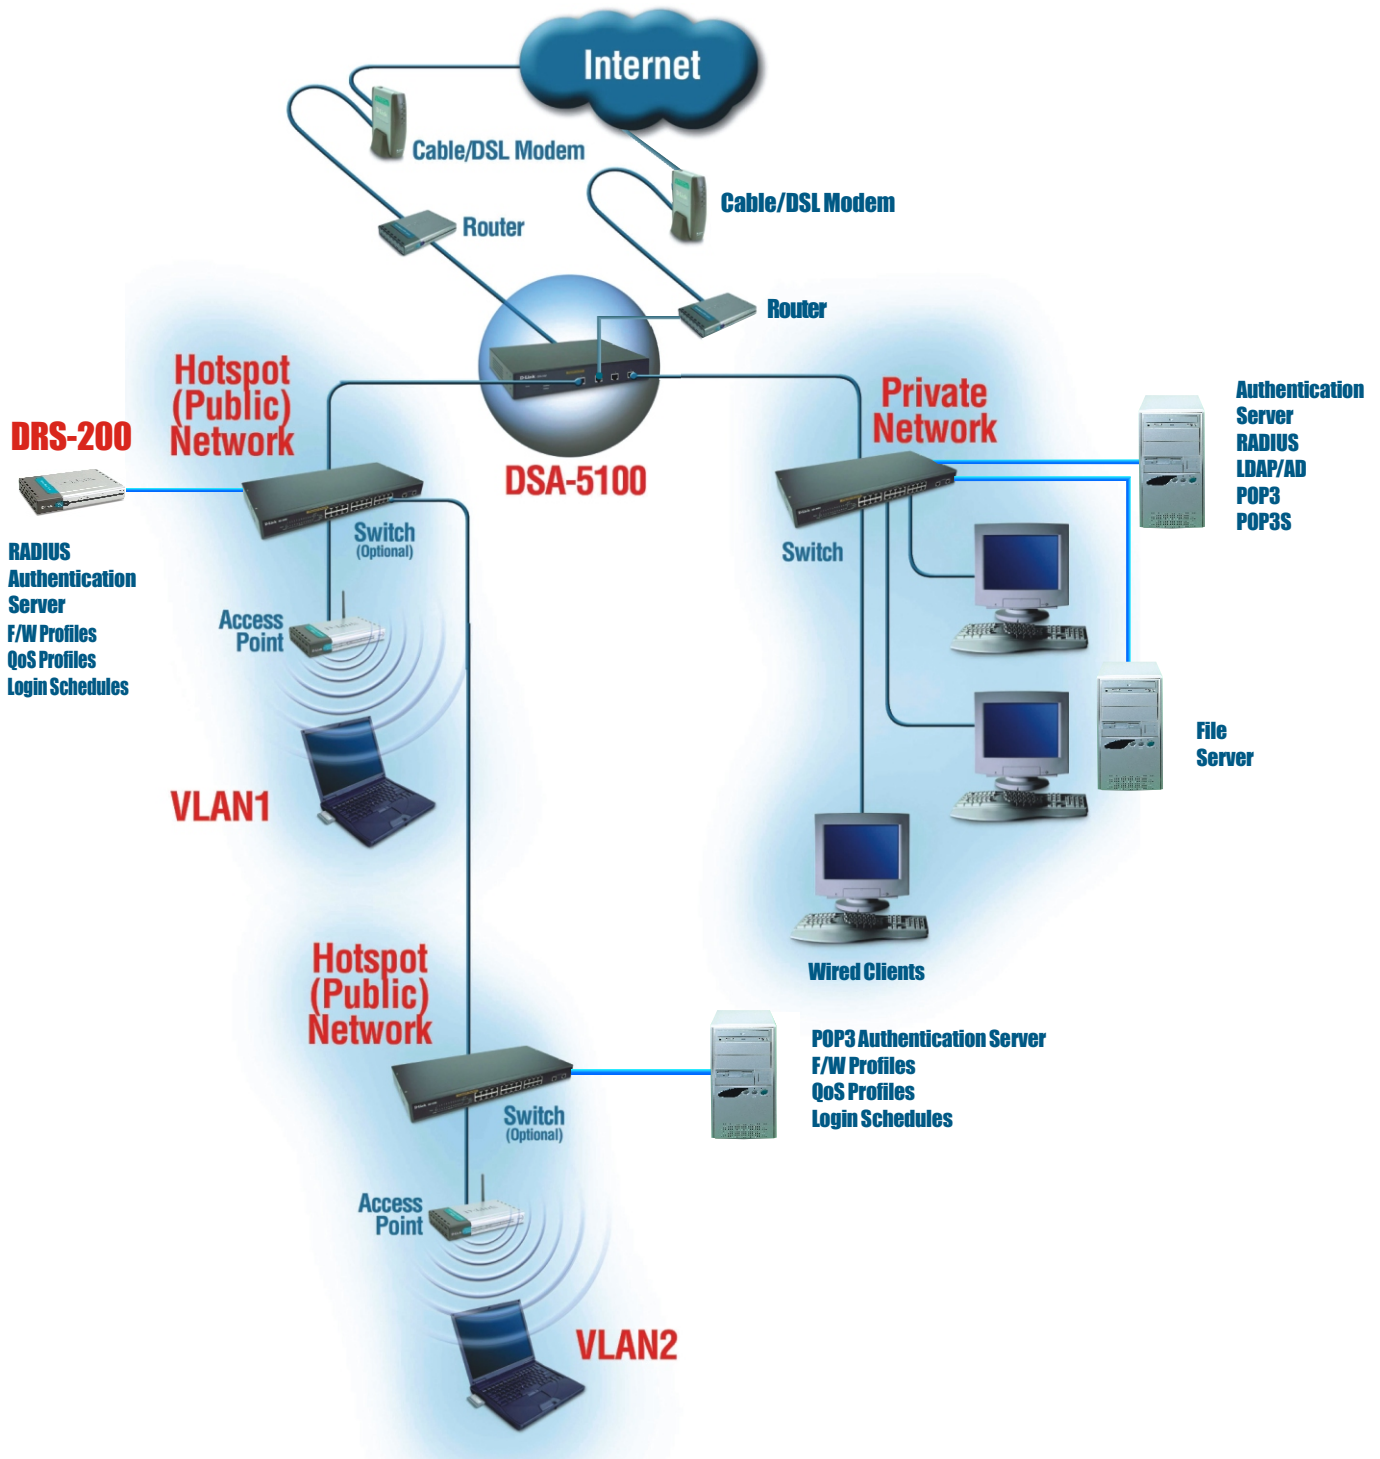 Internet
Cable/DSL Modem
Cable/DSL Modem
Router
Router
Hotspot
(Public)
Network
DRS-200
DSA-5100
Private
Network
Authentication
Server
RADIUS
LDAP/AD
POP3
POP3S
Switch
(Optional)
Switch
RADIUS
Authentication
Server
F/W Profiles
QoS Profiles
Login Schedules
Access
Point
File
Server
VLAN1
Wired Clients
Hotspot
(Public)
Network
POP3 Authentication Server
F/W Profiles
QoS Profiles
Login Schedules
Switch
(Optional)
Access
Point
VLAN2